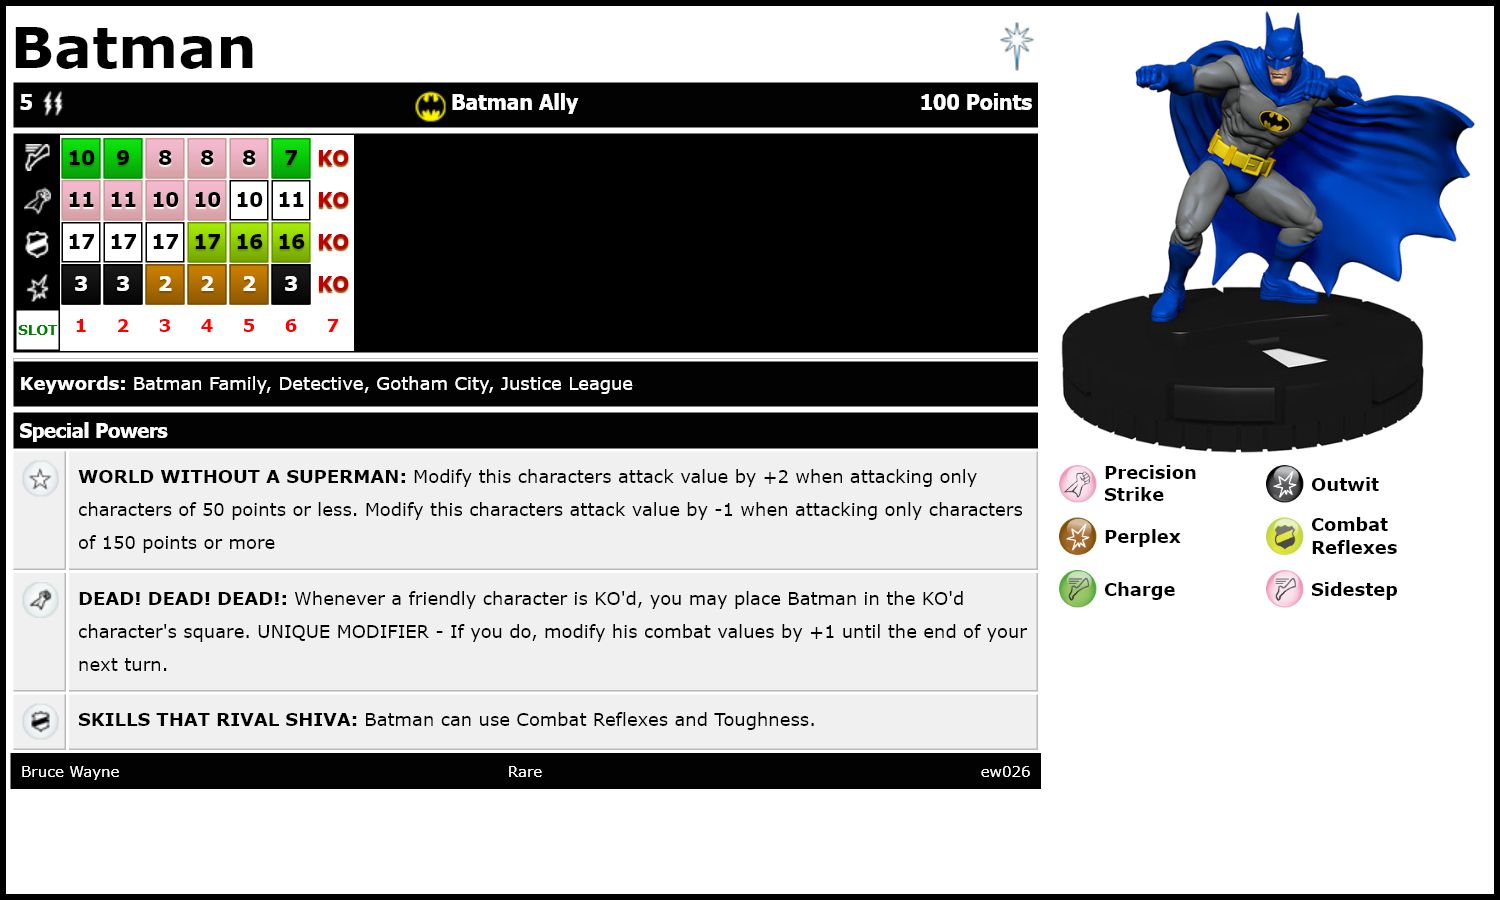 Batman
5 Batman Ally 100 Points
10 9 8 8 8 7 KO
11 11 10 10 10 11 KO
17 17 17 17 16 16 KO
3 3 2 2 2 3 KO
SLOT 1 2 3 4 5 6 7
Keywords: Batman Family, Detective, Gotham City, Justice League
Special Powers
WORLD WITHOUT A SUPERMAN: Modify this characters attack value by +2 when attacking only
characters of 50 points or less. Modify this characters attack value by -1 when attacking only characters
of 150 points or more
DEAD! DEAD! DEAD!: Whenever a friendly character is KO'd, you may place Batman in the KO'd
character's square. UNIQUE MODIFIER - If you do, modify his combat values by +1 until the end of your
next turn.
SKILLS THAT RIVAL SHIVA: Batman can use Combat Reflexes and Toughness.
Bruce Wayne Rare ew026
Precision
Strike
Outwit
Perplex
Combat
Reflexes
Charge
Sidestep